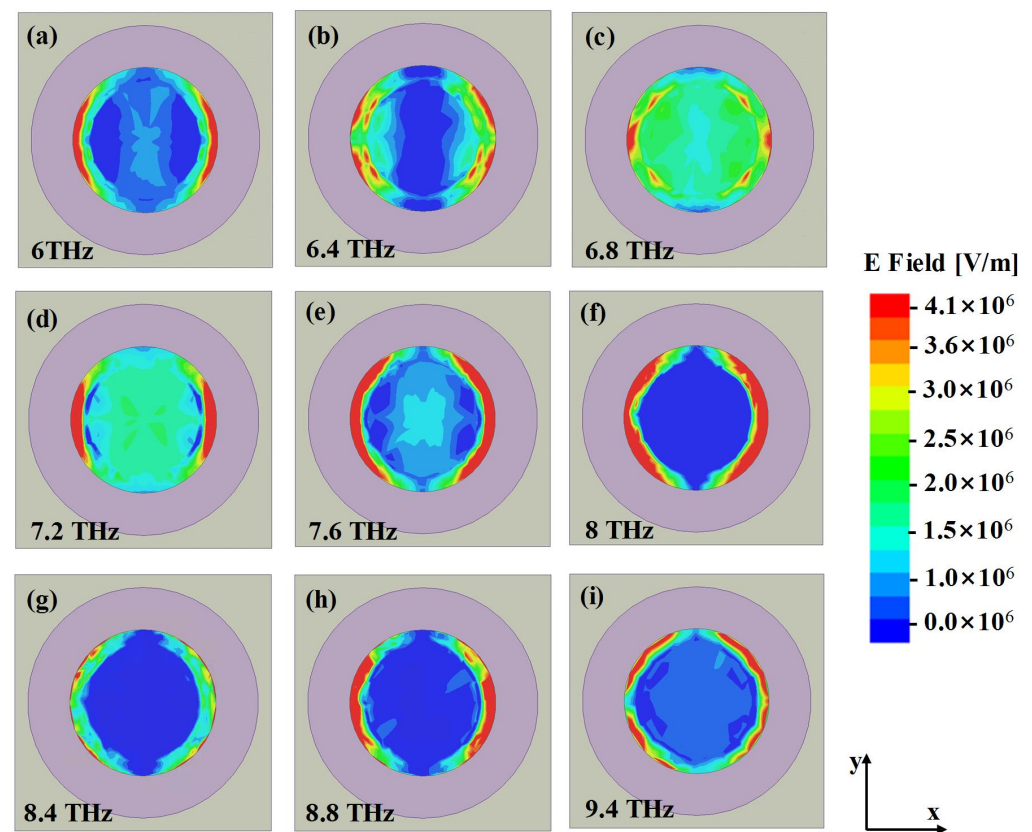 (a)
(b)
(c)
6THz
6.4 THz
6.8 THz
(d)
(e)
(f)
7.2 THz
7.6 THz
8 THz
(g)
(h)
(i)
8.4 THz
8.8 THz
9.4 THz
E Field [V/m]
4.1×10⁶
3.6×10⁶
3.0×10⁶
2.5×10⁶
2.0×10⁶
1.5×10⁶
1.0×10⁶
0.0×10⁶
y
x